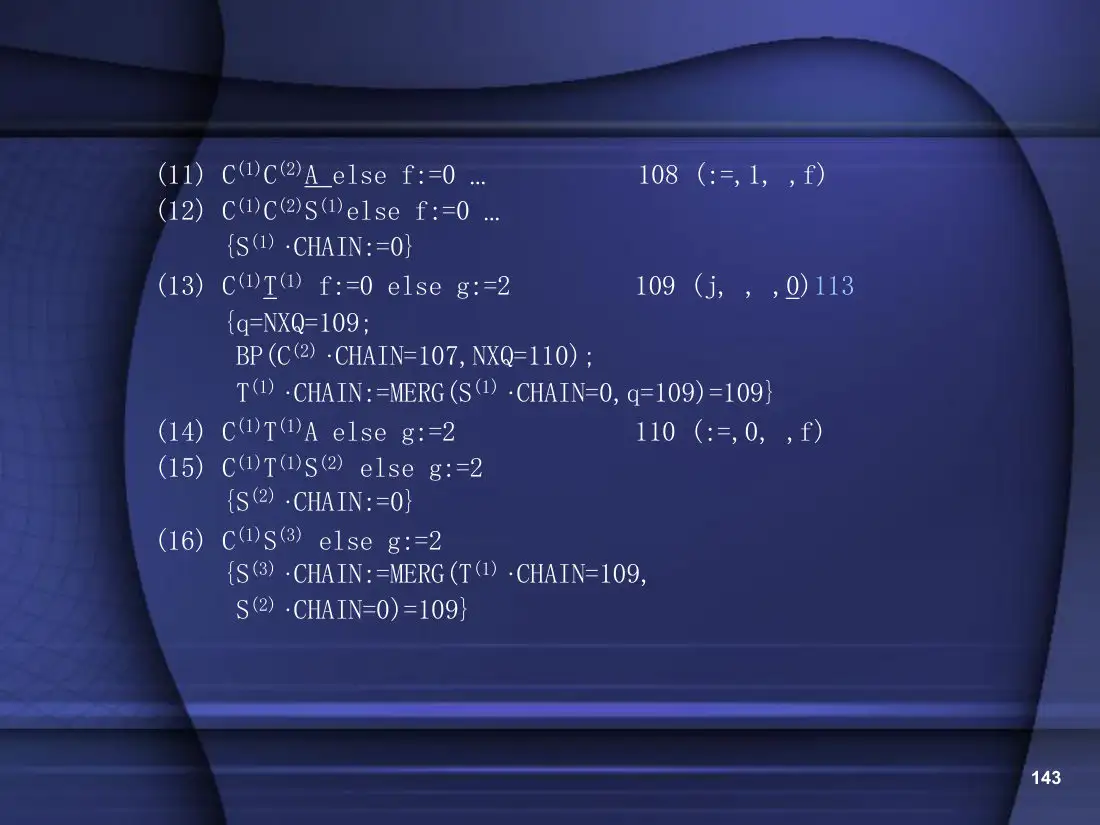 (11) C⁽¹⁾C⁽²⁾A else f:=0 … 108 (:=,1, ,f)
(12) C⁽¹⁾C⁽²⁾S⁽¹⁾else f:=0 …
{S⁽¹⁾·CHAIN:=0}
(13) C⁽¹⁾T⁽¹⁾ f:=0 else g:=2 109 (j, , ,0)113
{q=NXQ=109;
BP(C⁽²⁾·CHAIN=107,NXQ=110);
T⁽¹⁾·CHAIN:=MERG(S⁽¹⁾·CHAIN=0,q=109)=109}
(14) C⁽¹⁾T⁽¹⁾A else g:=2 110 (:=,0, ,f)
(15) C⁽¹⁾T⁽¹⁾S⁽²⁾ else g:=2
{S⁽²⁾·CHAIN:=0}
(16) C⁽¹⁾S⁽³⁾ else g:=2
{S⁽³⁾·CHAIN:=MERG(T⁽¹⁾·CHAIN=109,
S⁽²⁾·CHAIN=0)=109}
143